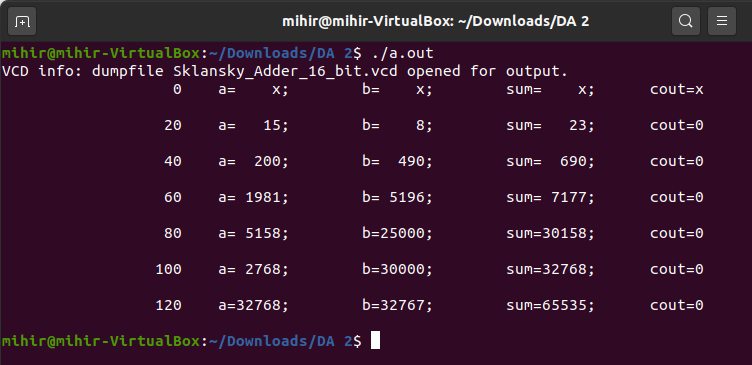 mihir@mihir-VirtualBox: ~/Downloads/DA 2
mihir@mihir-VirtualBox:~/Downloads/DA 2$ ./a.out
VCD info: dumpfile Sklansky_Adder_16_bit.vcd opened for output.
                   0    a=    x;        b=    x;        sum=    x;      cout=x
                  20    a=   15;        b=    8;        sum=   23;      cout=0
                  40    a=  200;        b=  490;        sum=  690;      cout=0
                  60    a= 1981;        b= 5196;        sum= 7177;      cout=0
                  80    a= 5158;        b=25000;        sum=30158;      cout=0
                 100    a= 2768;        b=30000;        sum=32768;      cout=0
                 120    a=32768;        b=32767;        sum=65535;      cout=0
mihir@mihir-VirtualBox:~/Downloads/DA 2$